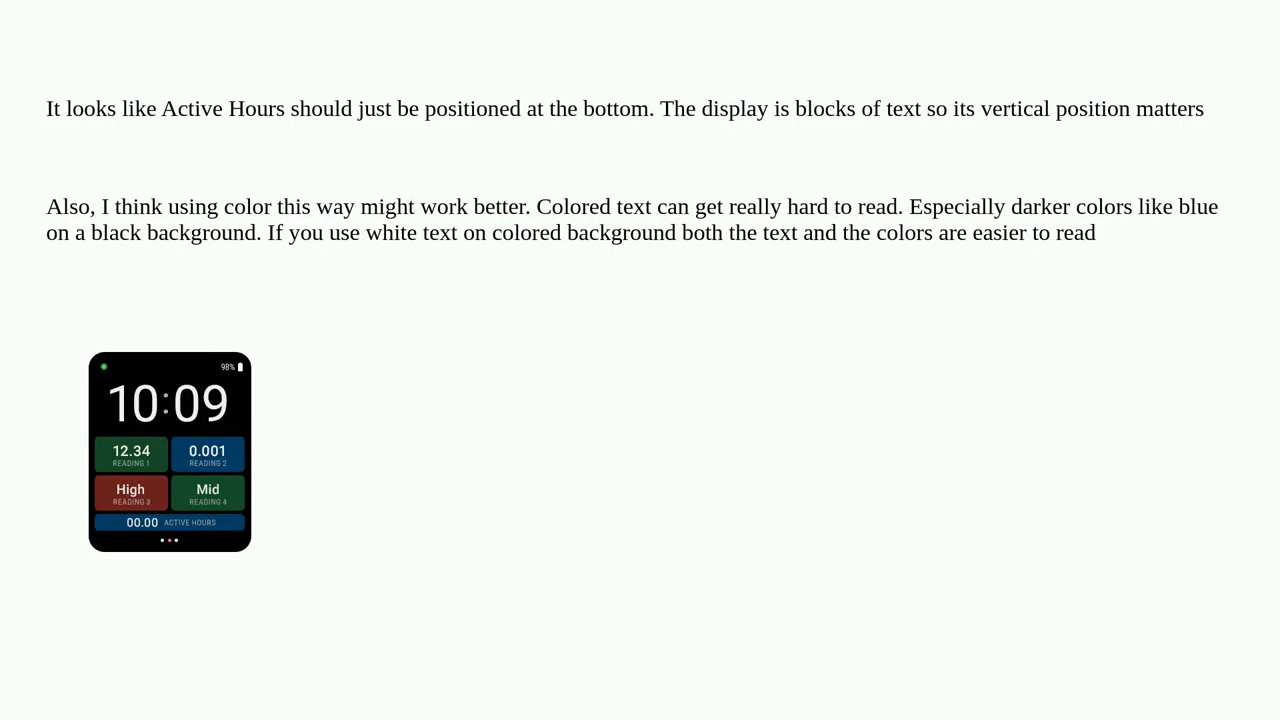 It looks like Active Hours should just be positioned at the bottom. The display is blocks of text so its vertical position matters
Also, I think using color this way might work better. Colored text can get really hard to read. Especially darker colors like blue
on a black background. If you use white text on colored background both the text and the colors are easier to read
98%
10:09
12.34 0.001
READING 1 READING 2
High Mid
READING 3 READING 4
00.00 ACTIVE HOURS